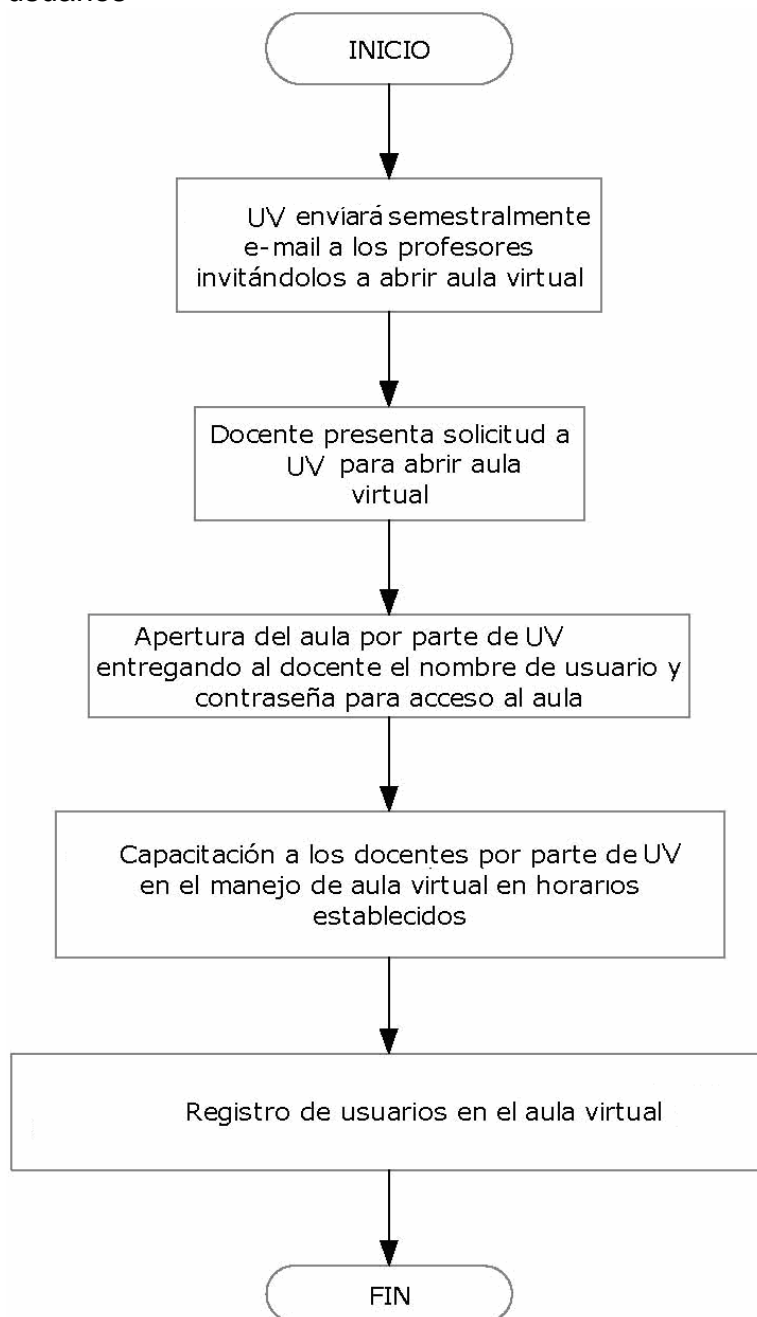 usuarios
INICIO
UV enviará semestralmente
e-mail a los profesores
invitándolos a abrir aula virtual
Docente presenta solicitud a
UV para abrir aula
virtual
Apertura del aula por parte de UV
entregando al docente el nombre de usuario y
contraseña para acceso al aula
Capacitación a los docentes por parte de UV
en el manejo de aula virtual en horarios
establecidos
Registro de usuarios en el aula virtual
FIN